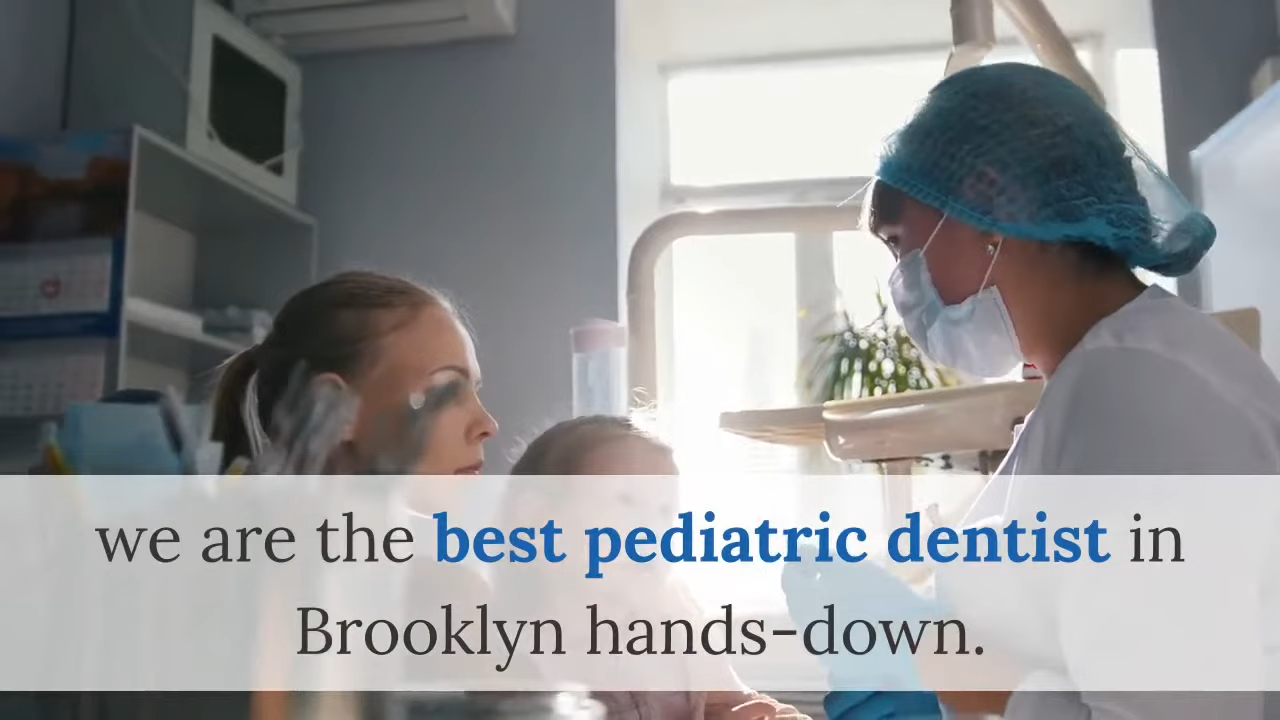 we are the best pediatric dentist in
Brooklyn hands-down.